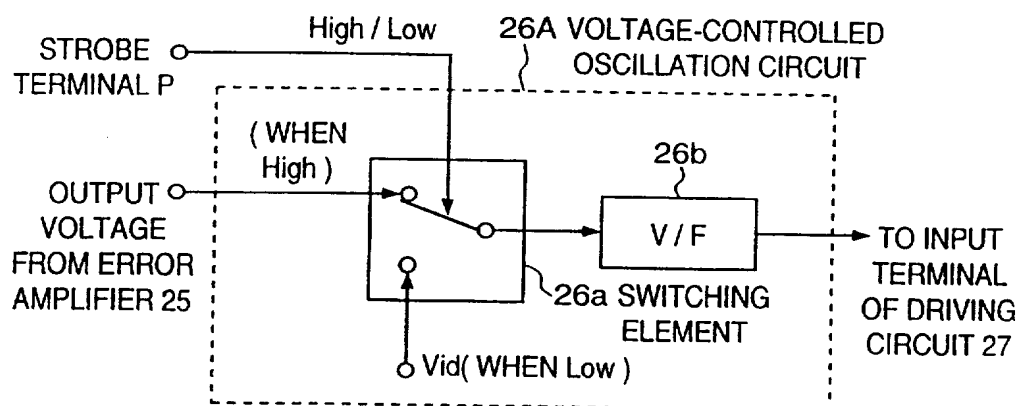 High / Low
STROBE
TERMINAL P
26A VOLTAGE-CONTROLLED
OSCILLATION CIRCUIT
( WHEN
High )
OUTPUT
VOLTAGE
FROM ERROR
AMPLIFIER 25
26b
V / F
26a SWITCHING
ELEMENT
TO INPUT
TERMINAL
OF DRIVING
CIRCUIT 27
Vid( WHEN Low )